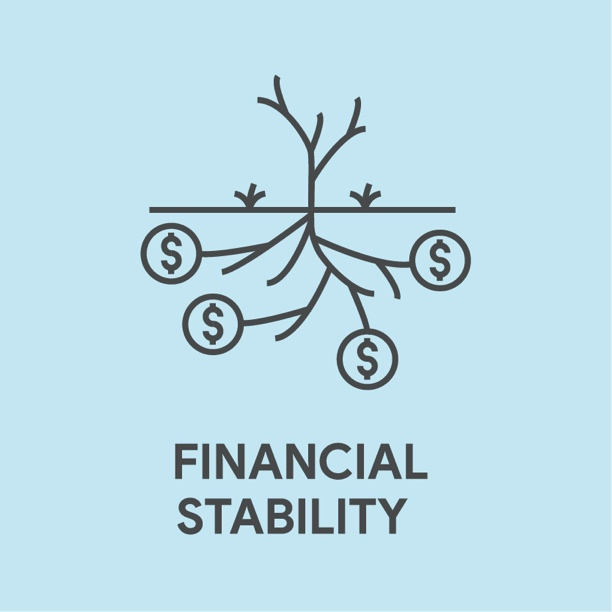 $ $
$ $
FINANCIAL
STABILITY